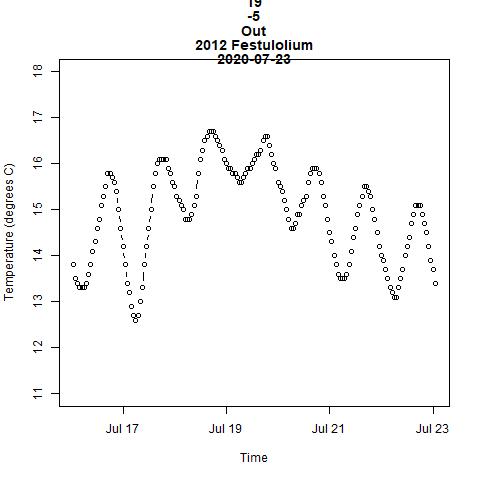 19
-5
Out
2012 Festulolium
2020-07-23
18
17
16
15
14
13
12
11
Temperature (degrees C)
Jul 17 Jul 19 Jul 21 Jul 23
Time